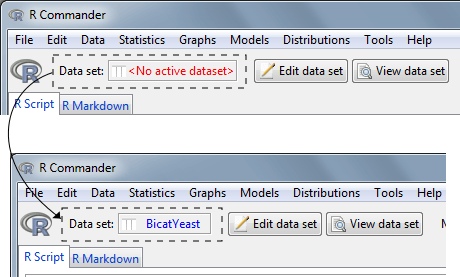 R Commander
File Edit Data Statistics Graphs Models Distributions Tools Help
R Data set: <No active dataset> Edit data set View data set
R Script R Markdown
R Commander
File Edit Data Statistics Graphs Models Distributions Tools Help
R Data set: BicatYeast Edit data set View data set
R Script R Markdown